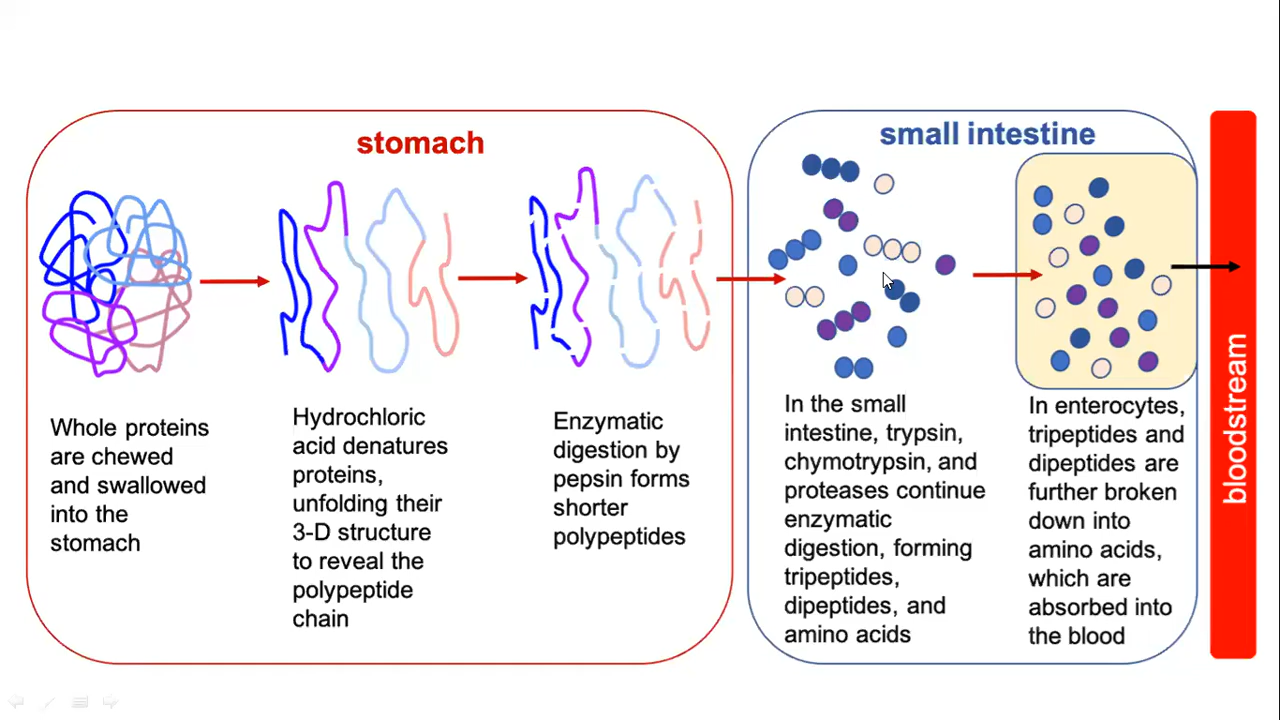 stomach
small intestine
Whole proteins
are chewed
and swallowed
into the
stomach
Hydrochloric
acid denatures
proteins,
unfolding their
3-D structure
to reveal the
polypeptide
chain
Enzymatic
digestion by
pepsin forms
shorter
polypeptides
In the small
intestine, trypsin,
chymotrypsin, and
proteases continue
enzymatic
digestion, forming
tripeptides,
dipeptides, and
amino acids
In enterocytes,
tripeptides and
dipeptides are
further broken
down into
amino acids,
which are
absorbed into
the blood
bloodstream